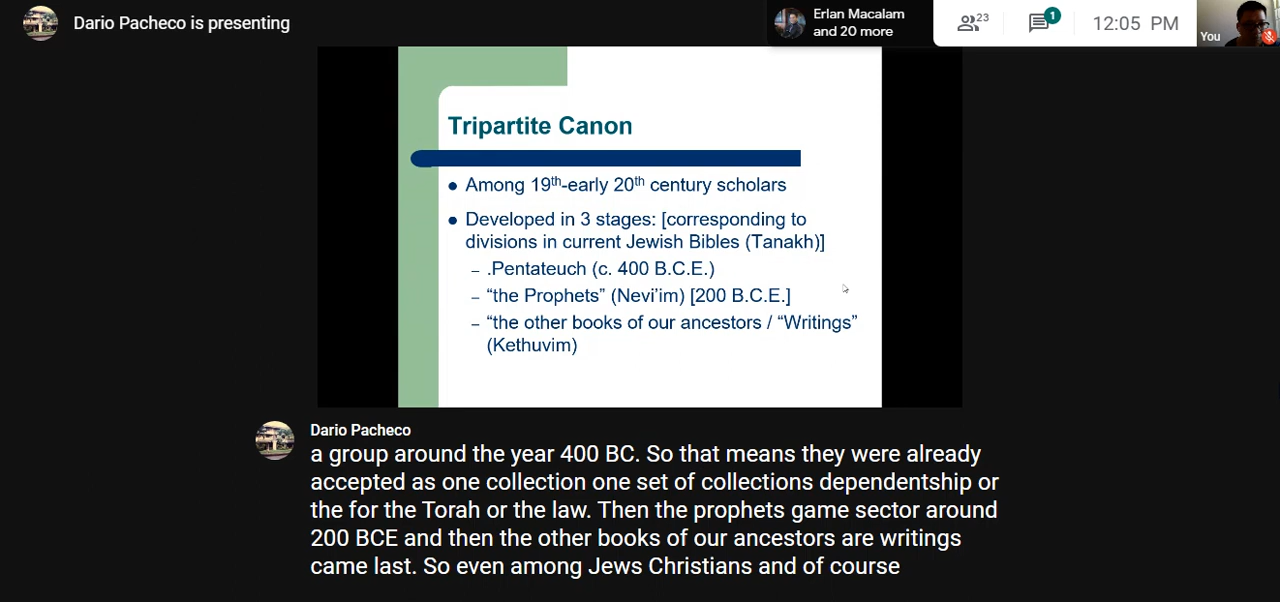 Dario Pacheco is presenting
Erlan Macalam
and 20 more
23
1
12:05 PM
You
Tripartite Canon
● Among 19th-early 20th century scholars
● Developed in 3 stages: [corresponding to
divisions in current Jewish Bibles (Tanakh)]
– .Pentateuch (c. 400 B.C.E.)
– “the Prophets” (Nevi’im) [200 B.C.E.]
– “the other books of our ancestors / “Writings”
(Kethuvim)
Dario Pacheco
a group around the year 400 BC. So that means they were already
accepted as one collection one set of collections dependentship or
the for the Torah or the law. Then the prophets game sector around
200 BCE and then the other books of our ancestors are writings
came last. So even among Jews Christians and of course